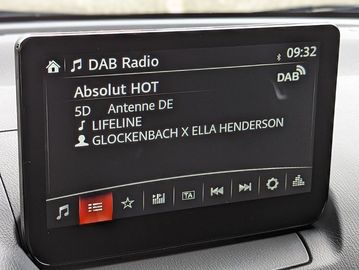 DAB Radio 09:32
Absolut HOT DAB
5D Antenne DE
LIFELINE
GLOCKENBACH X ELLA HENDERSON
TA